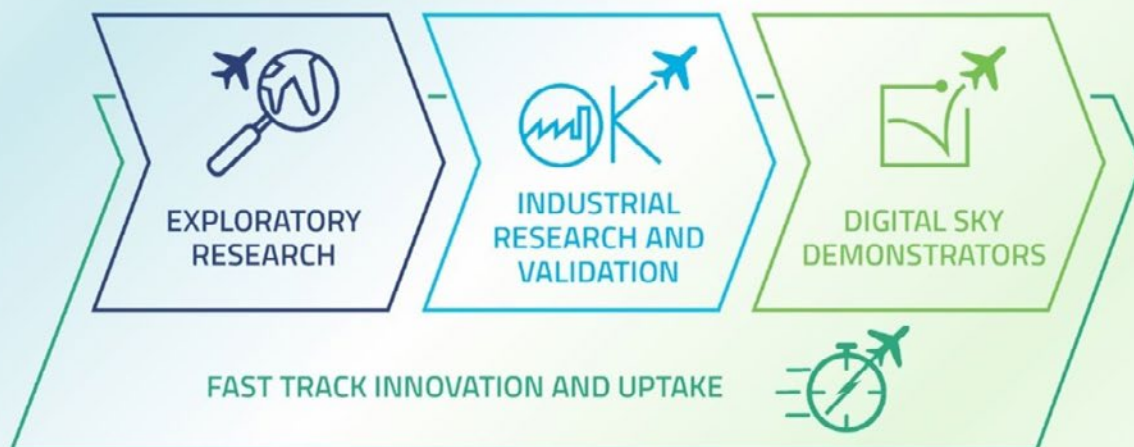 EXPLORATORY
RESEARCH
INDUSTRIAL
RESEARCH AND
VALIDATION
DIGITAL SKY
DEMONSTRATORS
FAST TRACK INNOVATION AND UPTAKE